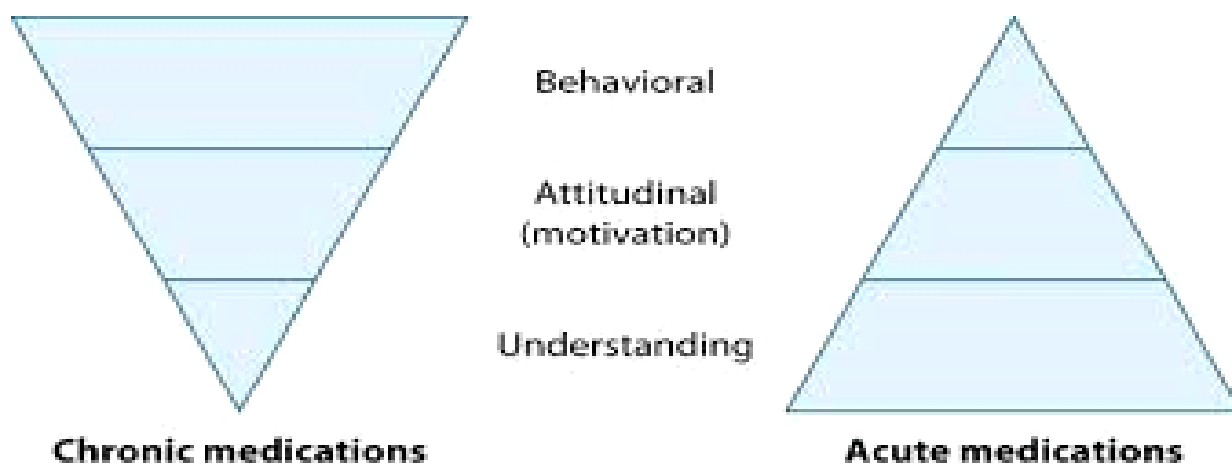 Behavioral
Attitudinal
(motivation)
Understanding
Chronic medications
Acute medications